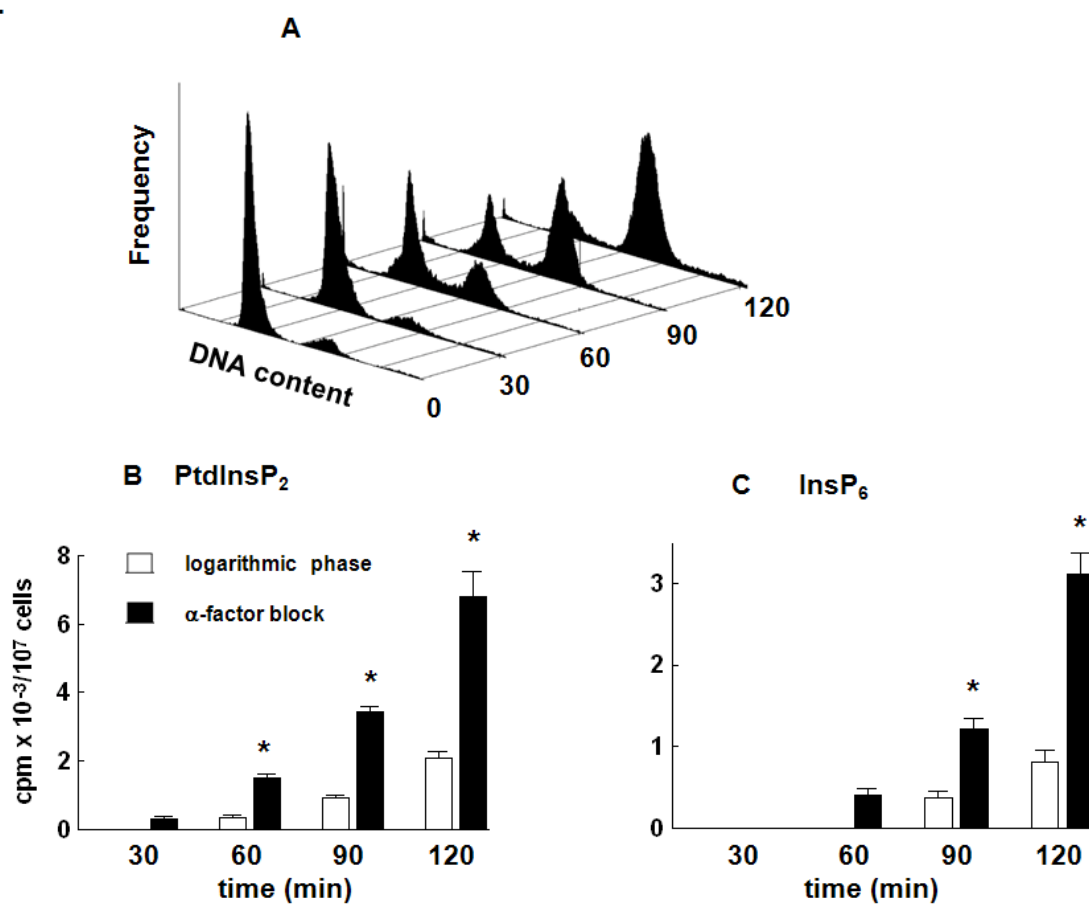 A
Frequency
DNA content
0
30
60
90
120
B PtdInsP₂
logarithmic phase
α-factor block
cpm x 10⁻³/10⁷ cells
8
6
4
2
0
*
*
*
30 60 90 120
time (min)
C InsP₆
3
2
1
0
*
*
30 60 90 120
time (min)